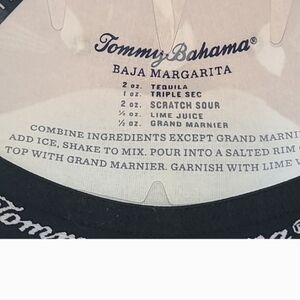 Tommy Bahama®
BAJA MARGARITA
2 oz. TEQUILA
1 oz. TRIPLE SEC
2 oz. SCRATCH SOUR
½ oz. LIME JUICE
½ oz. GRAND MARNIER
COMBINE INGREDIENTS EXCEPT GRAND MARNI
ADD ICE, SHAKE TO MIX. POUR INTO A SALTED RIM
TOP WITH GRAND MARNIER. GARNISH WITH LIME
Tommy Bahama®